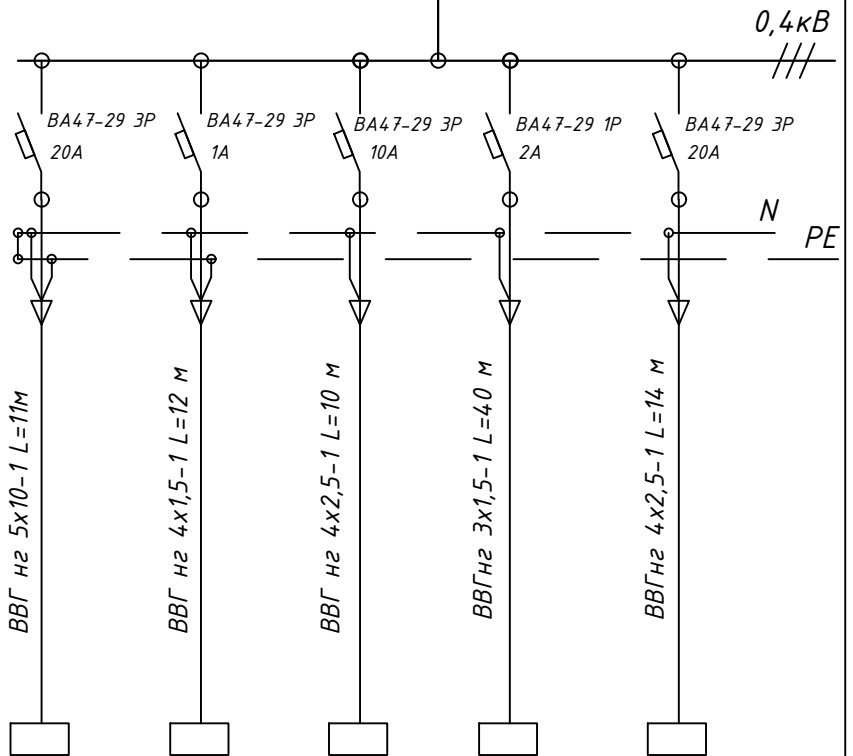 0,4кВ
ВА47-29 3Р
20А
ВА47-29 3Р
1А
ВА47-29 3Р
10А
ВА47-29 1Р
2А
ВА47-29 3Р
20А
N
PE
ВВГ нг 5х10-1 L=11м
ВВГ нг 4х1,5-1 L=12 м
ВВГ нг 4х2,5-1 L=10 м
ВВГнг 3х1,5-1 L=40 м
ВВГнг 4х2,5-1 L=14 м